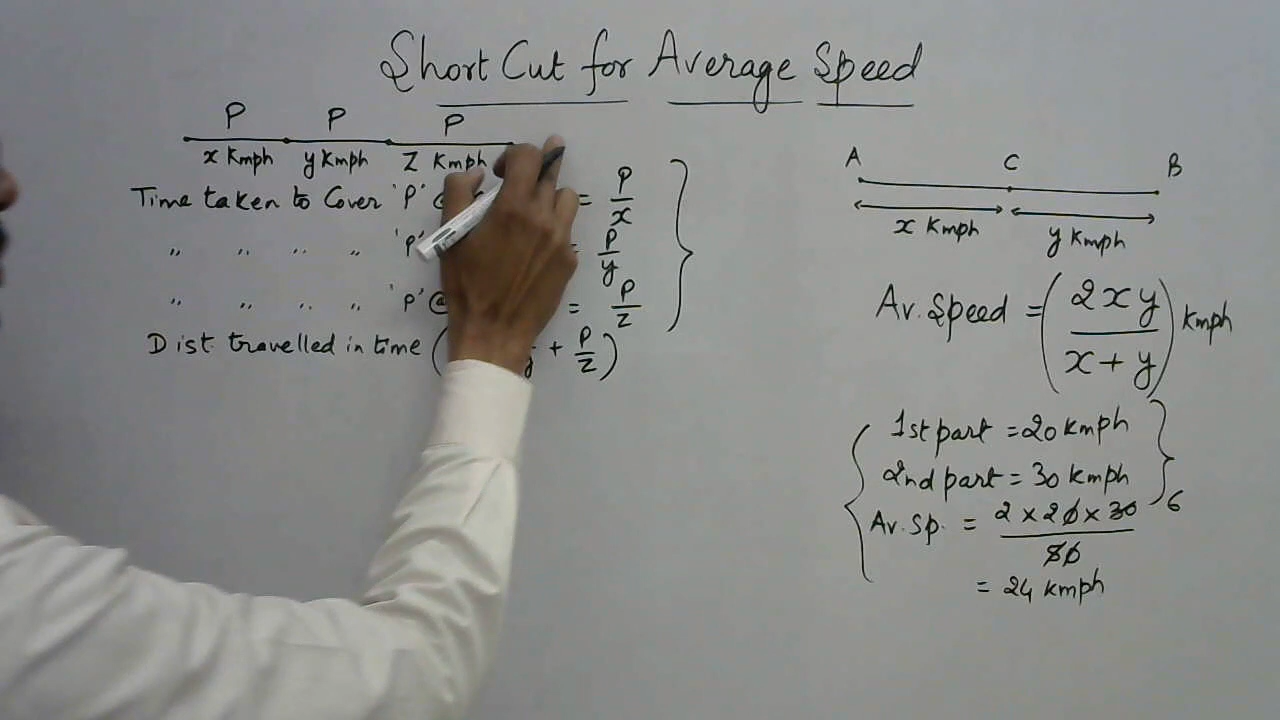 Short Cut for Average Speed
P P P
x Kmph y Kmph Z Kmph
Time taken to Cover 'P' @ = P/x
" " " " 'P' = P/y
" " " " 'P' @ = P/z
Dist. travelled in time ( y + P/z )
A C B
x Kmph y Kmph
Av. Speed = (2xy / x + y) Kmph
1st part = 20 Kmph
2nd part = 30 Kmph
Av. Sp. = 2 × 20 × 30 / 50 6
= 24 Kmph